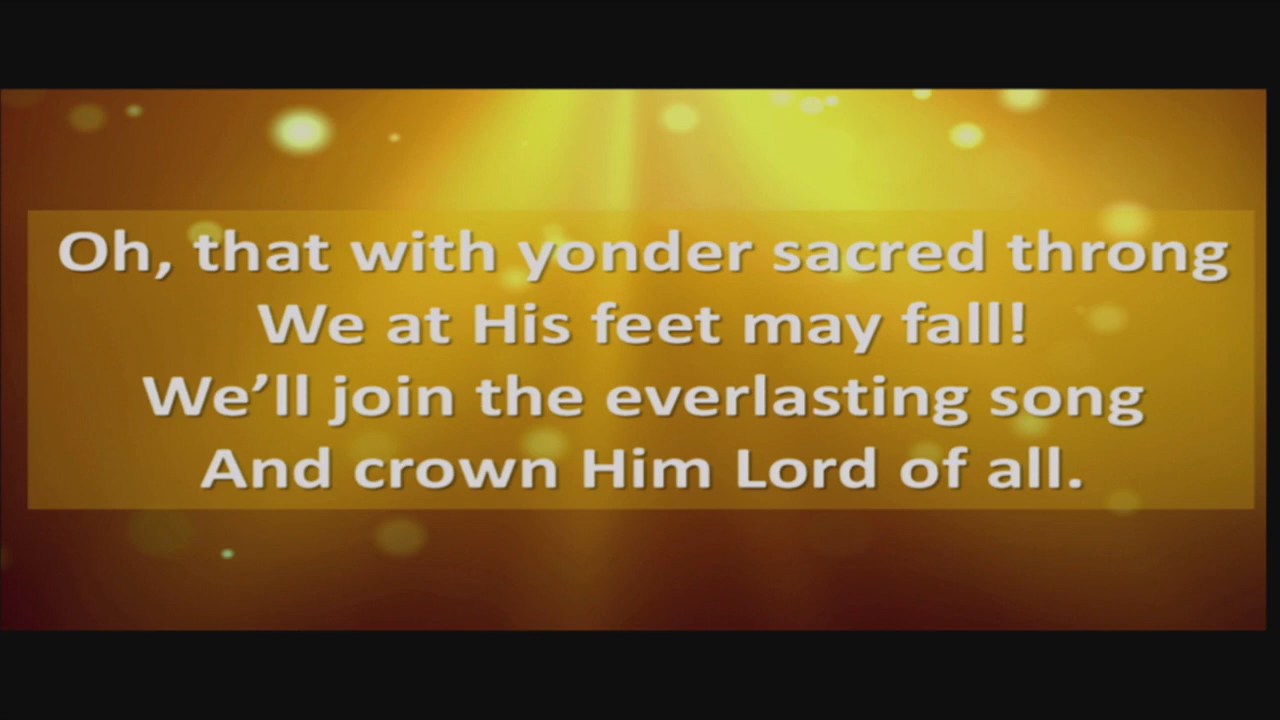 Oh, that with yonder sacred throng
We at His feet may fall!
We’ll join the everlasting song
And crown Him Lord of all.